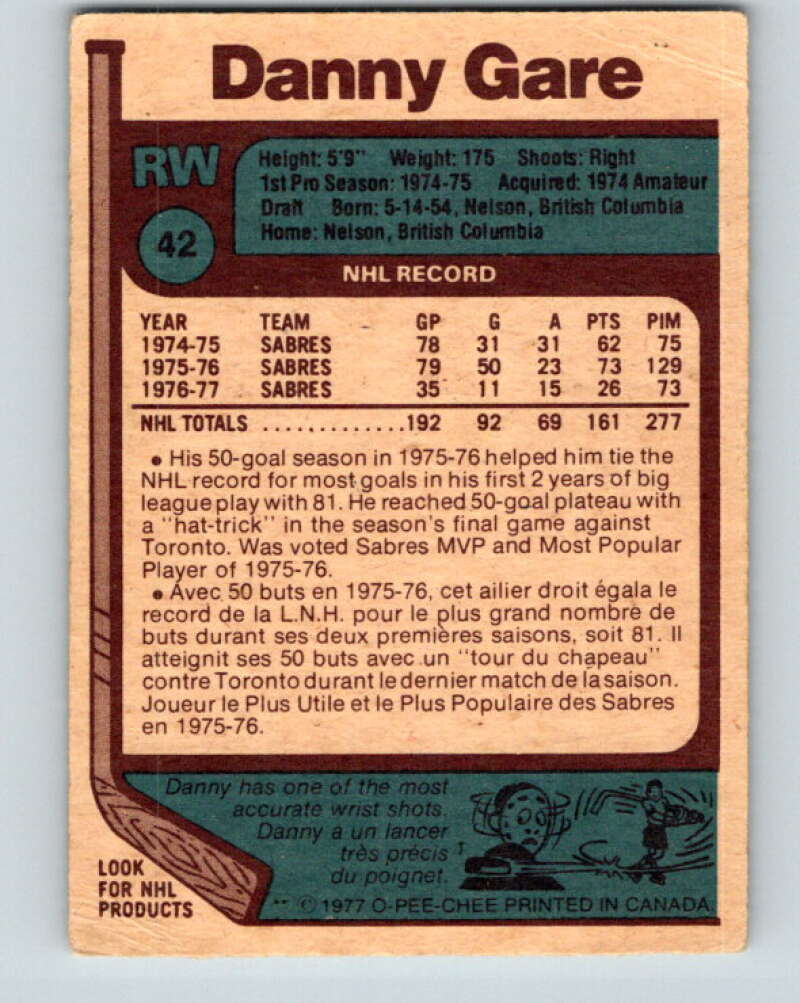 Danny Gare
RW
42
Height: 5'9" Weight: 175 Shoots: Right
1st Pro Season: 1974-75 Acquired: 1974 Amateur
Draft Born: 5-14-54, Nelson, British Columbia
Home: Nelson, British Columbia
NHL RECORD
YEAR TEAM GP G A PTS PIM
1974-75 SABRES 78 31 31 62 75
1975-76 SABRES 79 50 23 73 129
1976-77 SABRES 35 11 15 26 73
NHL TOTALS .............192 92 69 161 277
• His 50-goal season in 1975-76 helped him tie the
NHL record for most goals in his first 2 years of big
league play with 81. He reached 50-goal plateau with
a "hat-trick" in the season's final game against
Toronto. Was voted Sabres MVP and Most Popular
Player of 1975-76.
• Avec 50 buts en 1975-76, cet ailier droit égala le
record de la L.N.H. pour le plus grand nombre de
buts durant ses deux premières saisons, soit 81. Il
atteignit ses 50 buts avec un "tour du chapeau"
contre Toronto durant le dernier match de la saison.
Joueur le Plus Utile et le Plus Populaire des Sabres
en 1975-76.
Danny has one of the most
accurate wrist shots.
Danny a un lancer
très précis
du poignet.
LOOK
FOR NHL
PRODUCTS
** © 1977 O-PEE-CHEE PRINTED IN CANADA